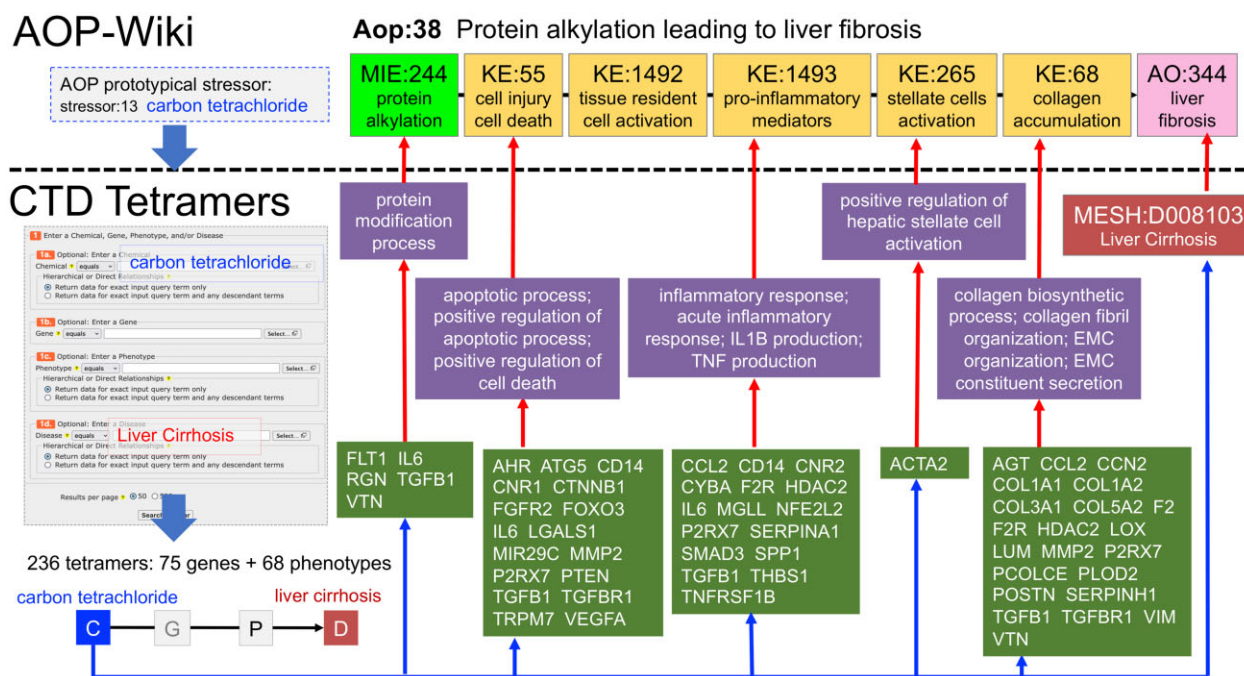 AOP-Wiki
Aop:38 Protein alkylation leading to liver fibrosis
AOP prototypical stressor:
stressor:13 carbon tetrachloride
MIE:244
protein
alkylation
KE:55
cell injury
cell death
KE:1492
tissue resident
cell activation
KE:1493
pro-inflammatory
mediators
KE:265
stellate cells
activation
KE:68
collagen
accumulation
AO:344
liver
fibrosis
CTD Tetramers
1 Enter a Chemical, Gene, Phenotype, and/or Disease
1a. Optional: Enter a Chemical
Chemical ? equals
carbon tetrachloride
Select...
Hierarchical or Direct Relationships
Return data for exact input query term only
Return data for exact input query term and any descendant terms
1b. Optional: Enter a Gene
Gene ? equals
Select...
1c. Optional: Enter a Phenotype
Phenotype ? equals
Select...
Hierarchical or Direct Relationships ?
Return data for exact input query term only
Return data for exact input query term and any descendant terms
1d. Optional: Enter a Disease
Disease ? equals
Liver Cirrhosis
Select...
Hierarchical or Direct Relationships
Return data for exact input query term only
Return data for exact input query term and any descendant terms
Results per page ? 50
236 tetramers: 75 genes + 68 phenotypes
carbon tetrachloride
liver cirrhosis
C G P D
protein
modification
process
apoptotic process;
positive regulation of
apoptotic process;
positive regulation of
cell death
inflammatory response;
acute inflammatory
response; IL1B production;
TNF production
positive regulation of
hepatic stellate cell
activation
collagen biosynthetic
process; collagen fibril
organization; EMC
organization; EMC
constituent secretion
MESH:D008103
Liver Cirrhosis
FLT1 IL6
RGN TGFB1
VTN
AHR ATG5 CD14
CNR1 CTNNB1
FGFR2 FOXO3
IL6 LGALS1
MIR29C MMP2
P2RX7 PTEN
TGFB1 TGFBR1
TRPM7 VEGFA
CCL2 CD14 CNR2
CYBA F2R HDAC2
IL6 MGLL NFE2L2
P2RX7 SERPINA1
SMAD3 SPP1
TGFB1 THBS1
TNFRSF1B
ACTA2
AGT CCL2 CCN2
COL1A1 COL1A2
COL3A1 COL5A2 F2
F2R HDAC2 LOX
LUM MMP2 P2RX7
PCOLCE PLOD2
POSTN SERPINH1
TGFB1 TGFBR1 VIM
VTN